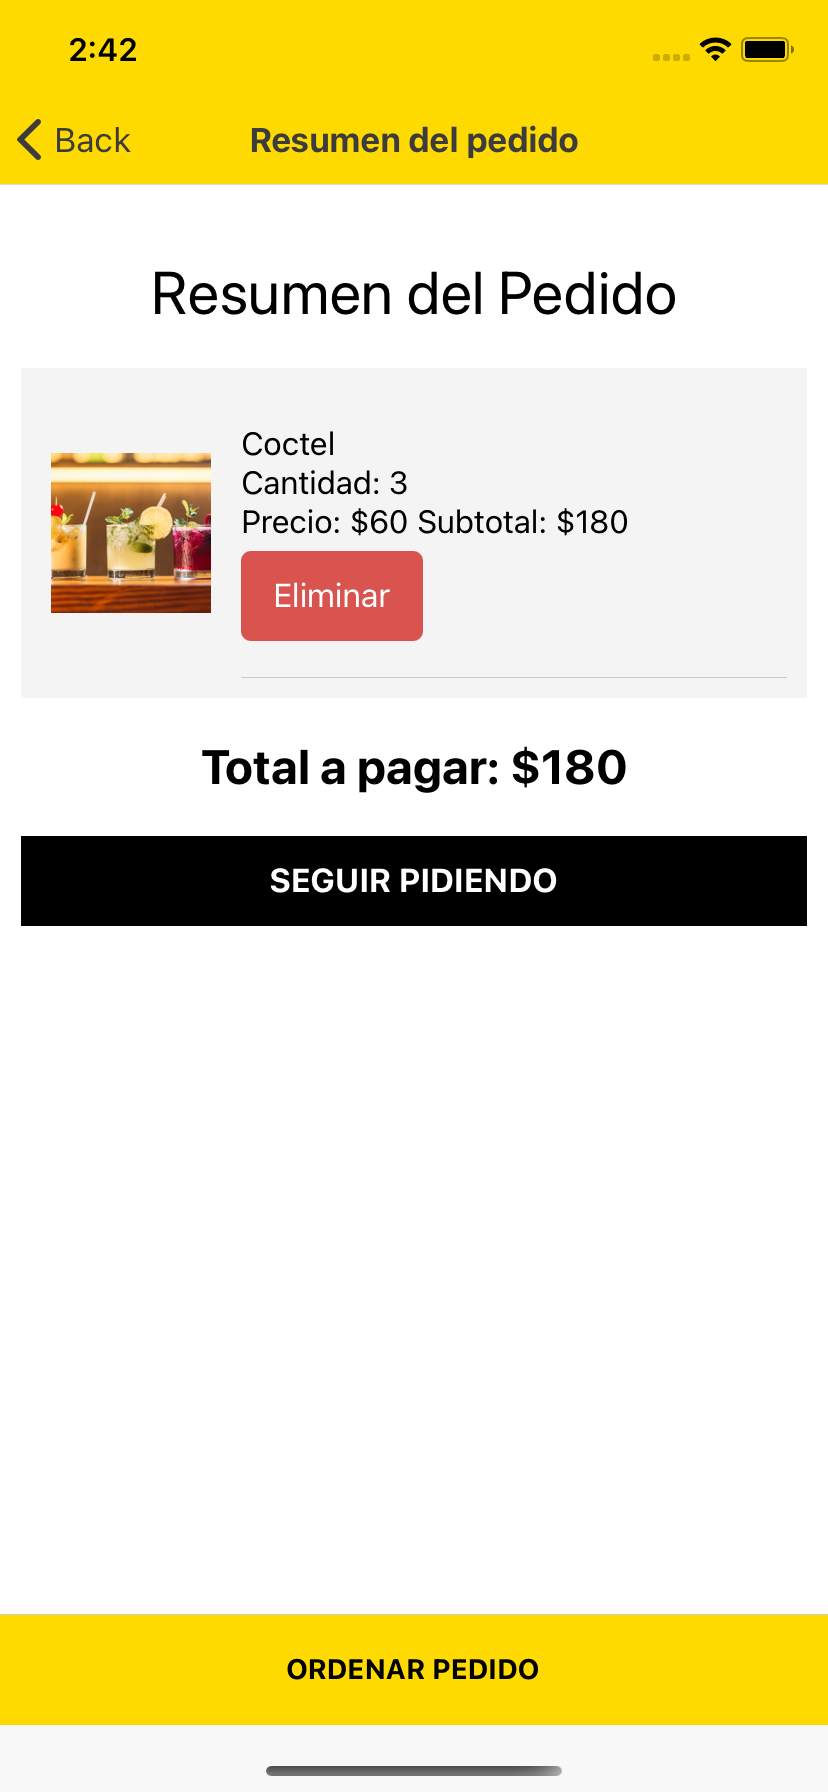 2:42
Back
Resumen del pedido
Resumen del Pedido
Coctel
Cantidad: 3
Precio: $60 Subtotal: $180
Eliminar
Total a pagar: $180
SEGUIR PIDIENDO
ORDENAR PEDIDO